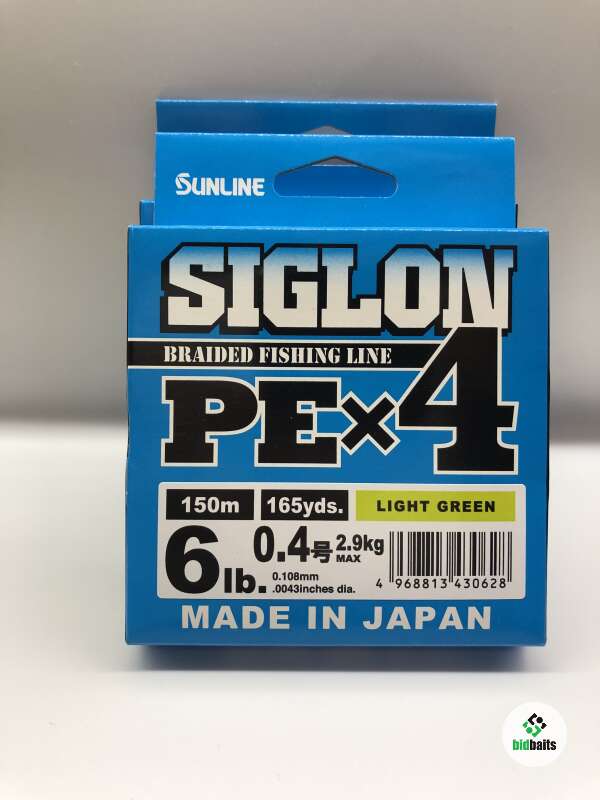 SUNLINE
SIGLON
BRAIDED FISHING LINE
PE×4
150m 165yds. LIGHT GREEN
6lb. 0.4号 2.9kg MAX
0.108mm
.0043inches dia.
4 968813 430628
MADE IN JAPAN
bidbaits